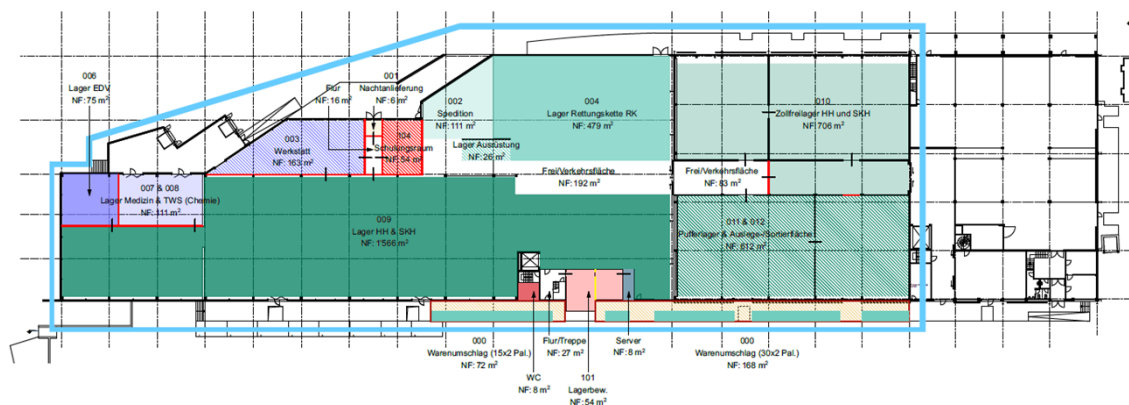 006
Lager EDV
NF: 75 m²
Flur
NF: 16 m²
001
Nachtanlieferung
NF: 6 m²
002
Spedition
NF: 111 m²
004
Lager Rettungskette RK
NF: 479 m²
010
Zollfreilager HH und SKH
NF: 706 m²
003
Werkstatt
NF: 163 m²
104
Schulungsraum
NF: 54 m²
Lager Ausrüstung
NF: 26 m²
Frei/Verkehrsfläche
NF: 192 m²
Frei/Verkehrsfläche
NF: 83 m²
007 & 008
Lager Medizin & TWS (Chemie)
NF: 111 m²
009
Lager HH & SKH
NF: 1'566 m²
011 & 012
Pufferlager & Auslege-/Sortierfläche
NF: 612 m²
000
Warenumschlag (15x2 Pal.)
NF: 72 m²
Flur/Treppe
NF: 27 m²
Server
NF: 8 m²
000
Warenumschlag (30x2 Pal.)
NF: 168 m²
WC
NF: 8 m²
101
Lagerbew.
NF: 54 m²